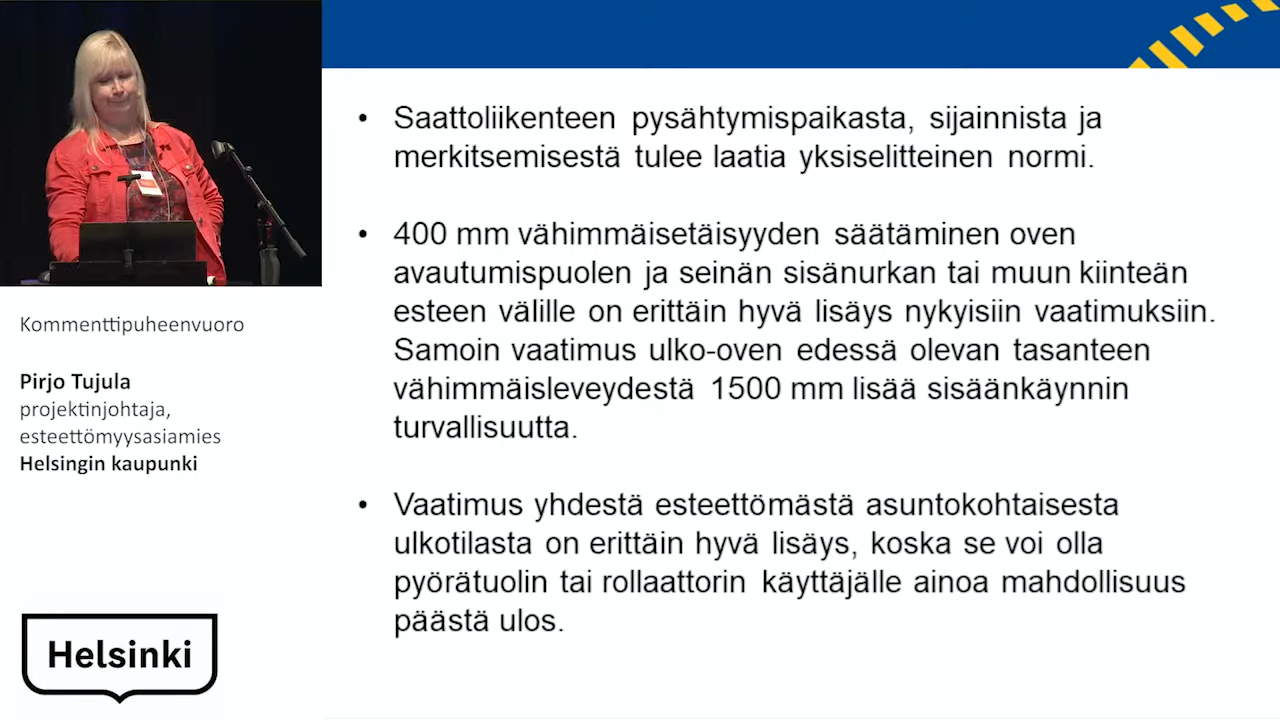 Kommenttipuheenvuoro
Pirjo Tujula
projektinjohtaja,
esteettömyysasiamies
Helsingin kaupunki
Helsinki
• Saattoliikenteen pysähtymispaikasta, sijainnista ja
merkitsemisestä tulee laatia yksiselitteinen normi.
• 400 mm vähimmäisetäisyyden säätäminen oven
avautumispuolen ja seinän sisänurkan tai muun kiinteän
esteen välille on erittäin hyvä lisäys nykyisiin vaatimuksiin.
Samoin vaatimus ulko-oven edessä olevan tasanteen
vähimmäisleveydestä 1500 mm lisää sisäänkäynnin
turvallisuutta.
• Vaatimus yhdestä esteettömästä asuntokohtaisesta
ulkotilasta on erittäin hyvä lisäys, koska se voi olla
pyörätuolin tai rollaattorin käyttäjälle ainoa mahdollisuus
päästä ulos.